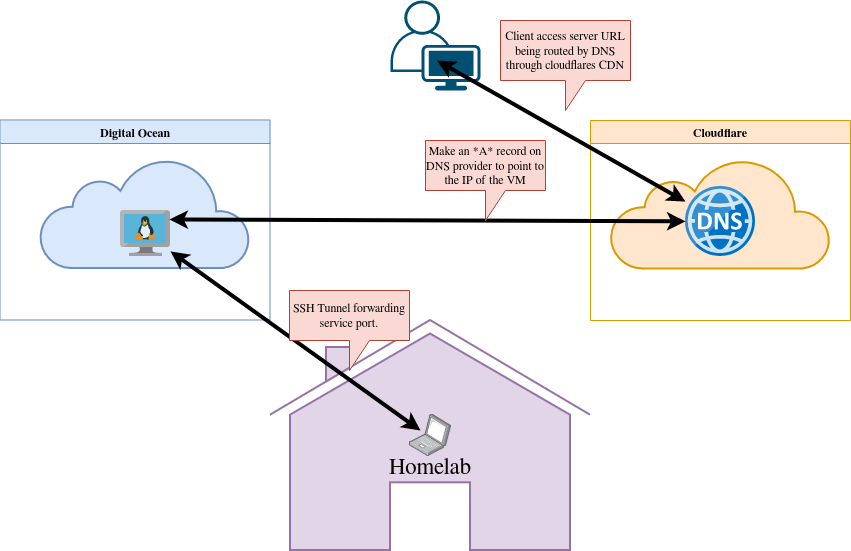 Client access server URL
being routed by DNS
through cloudflares CDN
Digital Ocean
Cloudflare
Make an *A* record on
DNS provider to point to
the IP of the VM
DNS
SSH Tunnel forwarding
service port.
Homelab